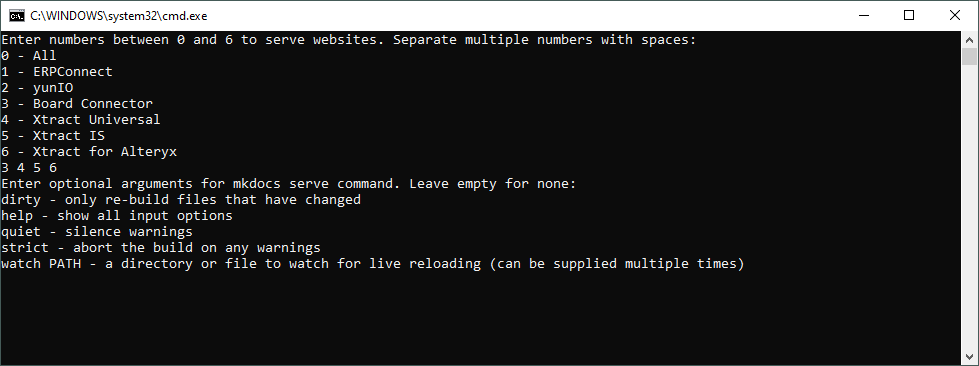 C:\WINDOWS\system32\cmd.exe
Enter numbers between 0 and 6 to serve websites. Separate multiple numbers with spaces:
0 - All
1 - ERPConnect
2 - yunIO
3 - Board Connector
4 - Xtract Universal
5 - Xtract IS
6 - Xtract for Alteryx
3 4 5 6
Enter optional arguments for mkdocs serve command. Leave empty for none:
dirty - only re-build files that have changed
help - show all input options
quiet - silence warnings
strict - abort the build on any warnings
watch PATH - a directory or file to watch for live reloading (can be supplied multiple times)